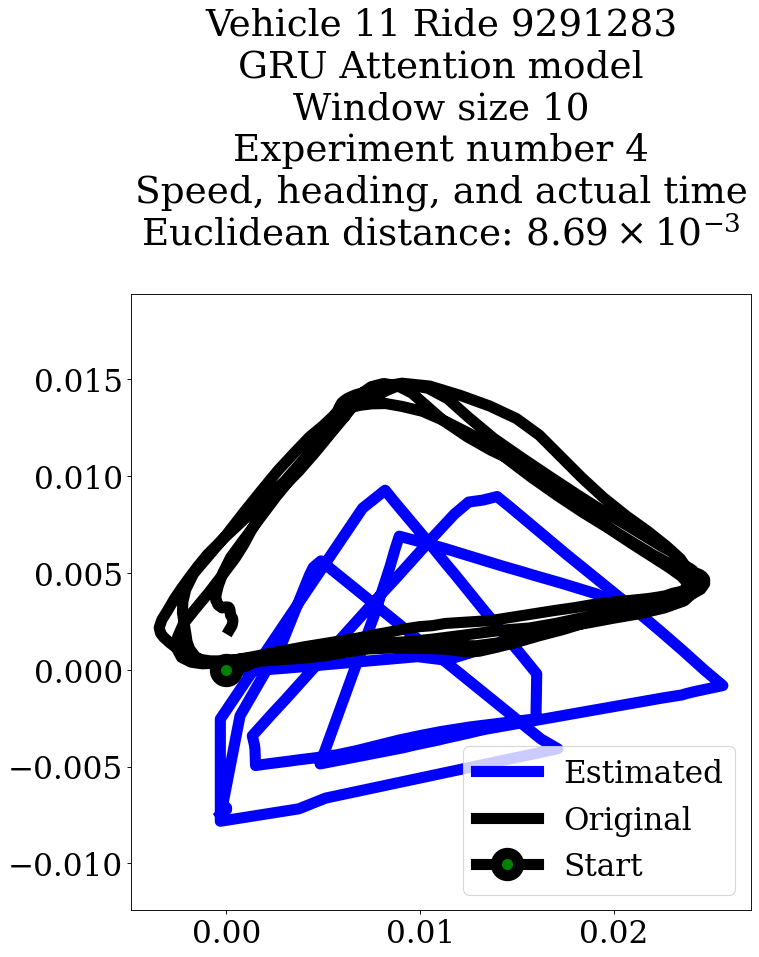 Vehicle 11 Ride 9291283
GRU Attention model
Window size 10
Experiment number 4
Speed, heading, and actual time
Euclidean distance: 8.69 × 10⁻³
0.015
0.010
0.005
0.000
−0.005
−0.010
Estimated
Original
Start
0.00 0.01 0.02